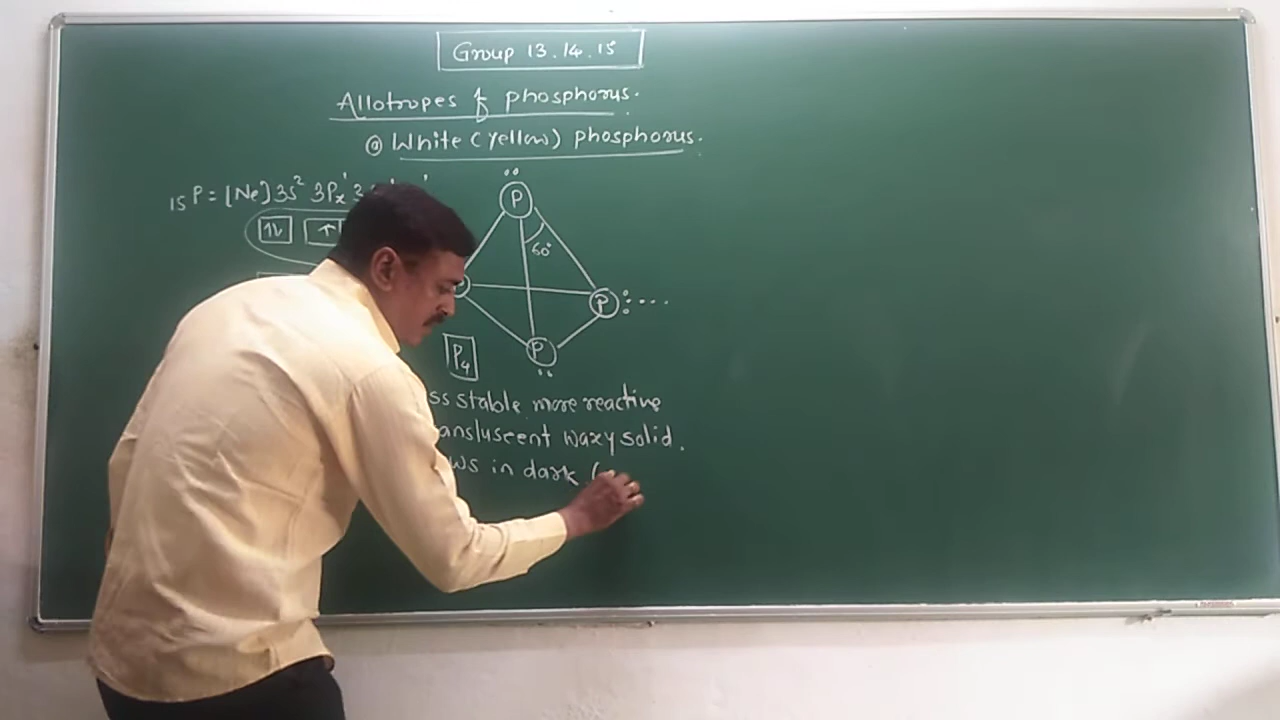 Group 13.14.15
Allotropes of phosphorus.
@ White (Yellow) phosphorus.
15 P = [Ne] 3s² 3Px¹ 3
P
60°
P
P
P4
ss stable more reactive
ansluscent waxy solid.
ws in dark (